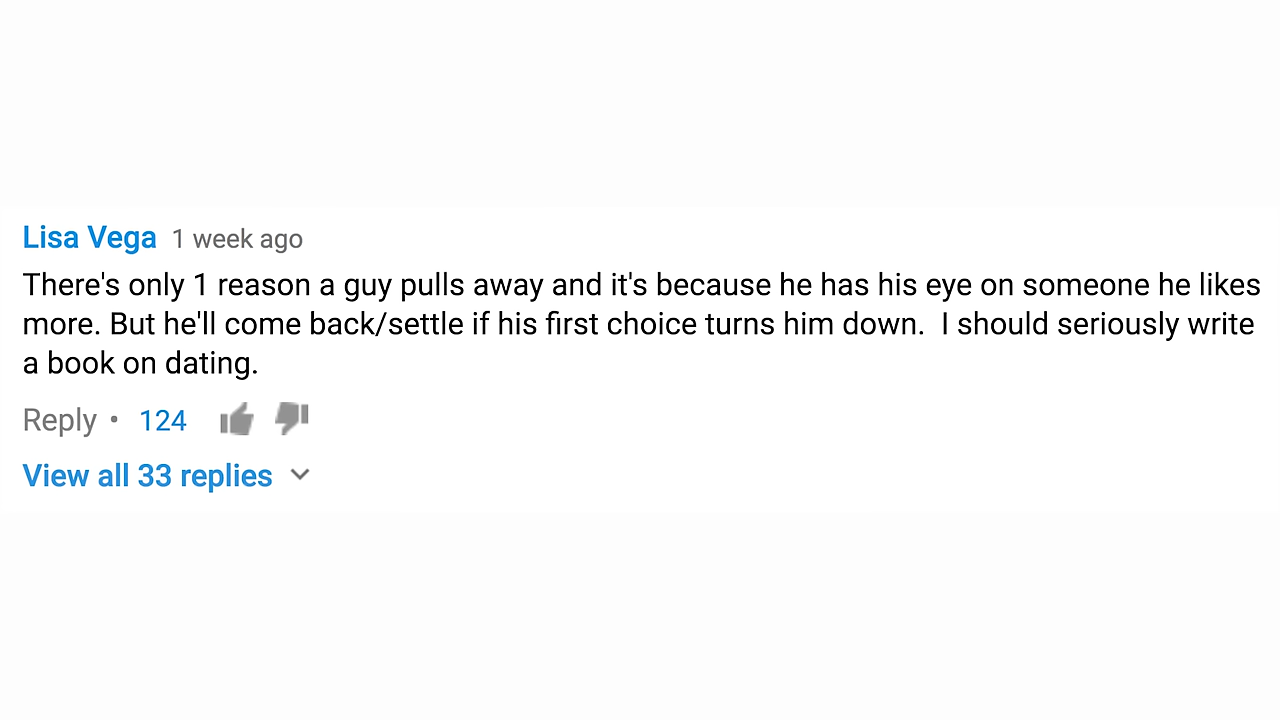 Lisa Vega 1 week ago
There's only 1 reason a guy pulls away and it's because he has his eye on someone he likes
more. But he'll come back/settle if his first choice turns him down.  I should seriously write
a book on dating.
Reply • 124
View all 33 replies